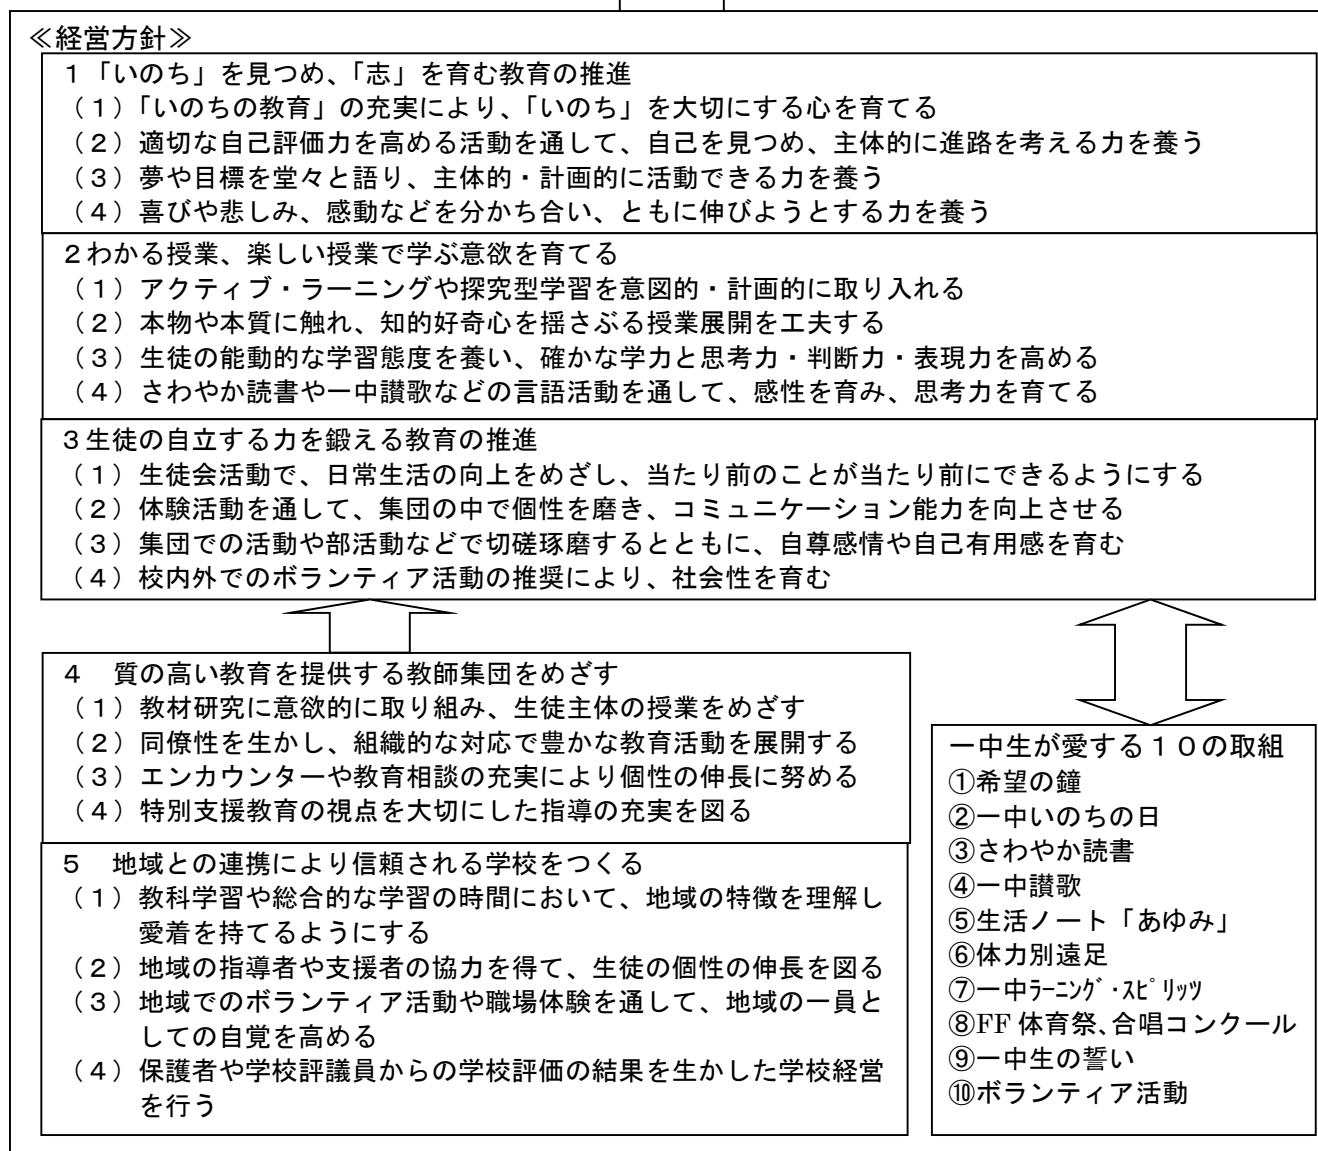 ≪経営方針≫
１「いのち」を見つめ、「志」を育む教育の推進
（１）「いのちの教育」の充実により、「いのち」を大切にする心を育てる
（２）適切な自己評価力を高める活動を通して、自己を見つめ、主体的に進路を考える力を養う
（３）夢や目標を堂々と語り、主体的・計画的に活動できる力を養う
（４）喜びや悲しみ、感動などを分かち合い、ともに伸びようとする力を養う
２わかる授業、楽しい授業で学ぶ意欲を育てる
（１）アクティブ・ラーニングや探究型学習を意図的・計画的に取り入れる
（２）本物や本質に触れ、知的好奇心を揺さぶる授業展開を工夫する
（３）生徒の能動的な学習態度を養い、確かな学力と思考力・判断力・表現力を高める
（４）さわやか読書や一中讃歌などの言語活動を通して、感性を育み、思考力を育てる
３生徒の自立する力を鍛える教育の推進
（１）生徒会活動で、日常生活の向上をめざし、当たり前のことが当たり前にできるようにする
（２）体験活動を通して、集団の中で個性を磨き、コミュニケーション能力を向上させる
（３）集団での活動や部活動などで切磋琢磨するとともに、自尊感情や自己有用感を育む
（４）校内外でのボランティア活動の推奨により、社会性を育む
４　質の高い教育を提供する教師集団をめざす
（１）教材研究に意欲的に取り組み、生徒主体の授業をめざす
（２）同僚性を生かし、組織的な対応で豊かな教育活動を展開する
（３）エンカウンターや教育相談の充実により個性の伸長に努める
（４）特別支援教育の視点を大切にした指導の充実を図る
５　地域との連携により信頼される学校をつくる
（１）教科学習や総合的な学習の時間において、地域の特徴を理解し
愛着を持てるようにする
（２）地域の指導者や支援者の協力を得て、生徒の個性の伸長を図る
（３）地域でのボランティア活動や職場体験を通して、地域の一員と
しての自覚を高める
（４）保護者や学校評議員からの学校評価の結果を生かした学校経営
を行う
一中生が愛する１０の取組
①希望の鐘
②一中いのちの日
③さわやか読書
④一中讃歌
⑤生活ノート「あゆみ」
⑥体力別遠足
⑦一中ﾗｰﾆﾝｸﾞ・ｽﾋﾟﾘｯﾂ
⑧FF 体育祭、合唱コンクール
⑨一中生の誓い
⑩ボランティア活動